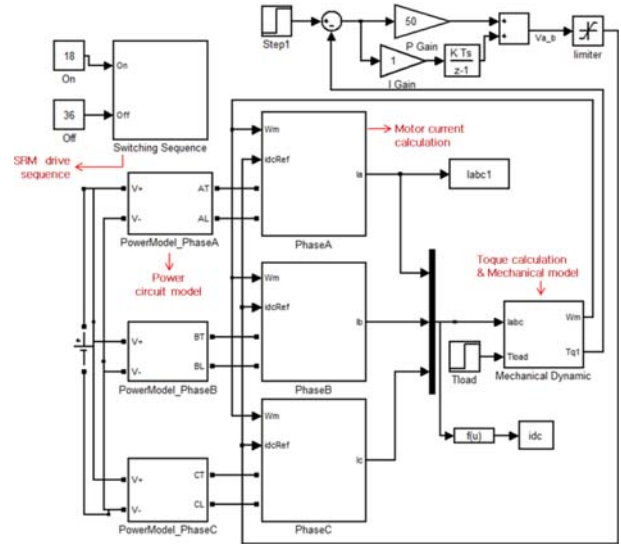 Step1
50
P Gain
1
I Gain
K Ts
z-1
+
+
Va_b
limiter
18
On
On
36
Off
Off
Switching Sequence
SRM drive
sequence
V+
V-
AT
AL
PowerModel_PhaseA
Power
circuit model
Wm
idcRef
Ia
PhaseA
Motor current
calculation
Iabc1
V+
V-
BT
BL
PowerModel_PhaseB
Wm
idcRef
Ib
PhaseB
Toque calculation
& Mechanical model
Iabc
Tload
Wm
Tq1
Mechanical Dynamic
Tload
f(u)
idc
V+
V-
CT
CL
PowerModel_PhaseC
Wm
idcRef
Ic
PhaseC